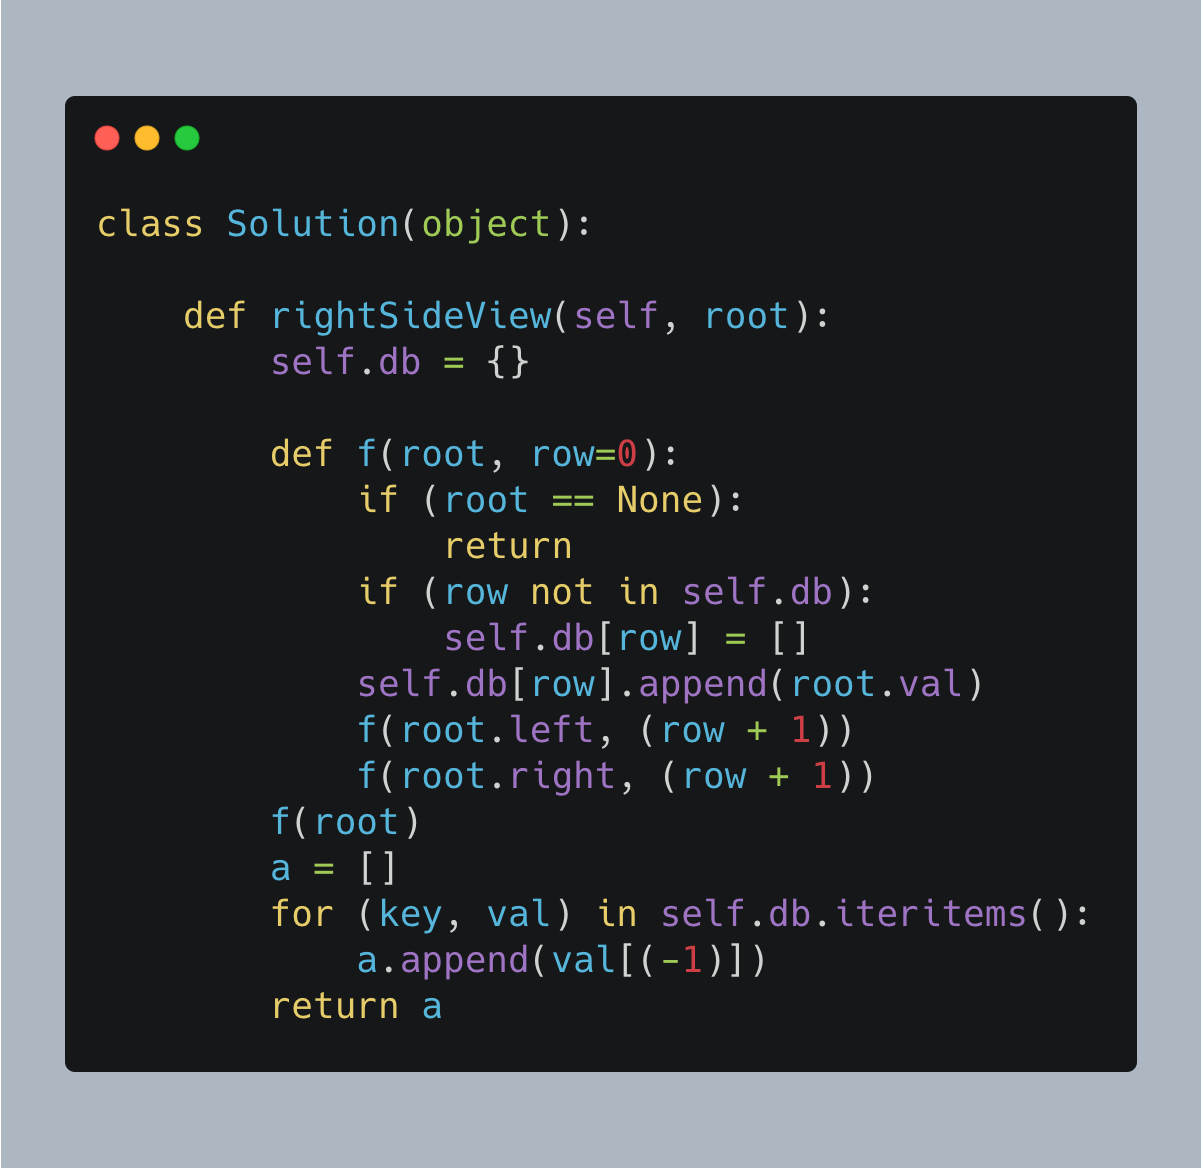 class Solution(object):

    def rightSideView(self, root):
        self.db = {}

        def f(root, row=0):
            if (root == None):
                return
            if (row not in self.db):
                self.db[row] = []
            self.db[row].append(root.val)
            f(root.left, (row + 1))
            f(root.right, (row + 1))
        f(root)
        a = []
        for (key, val) in self.db.iteritems():
            a.append(val[(-1)])
        return a